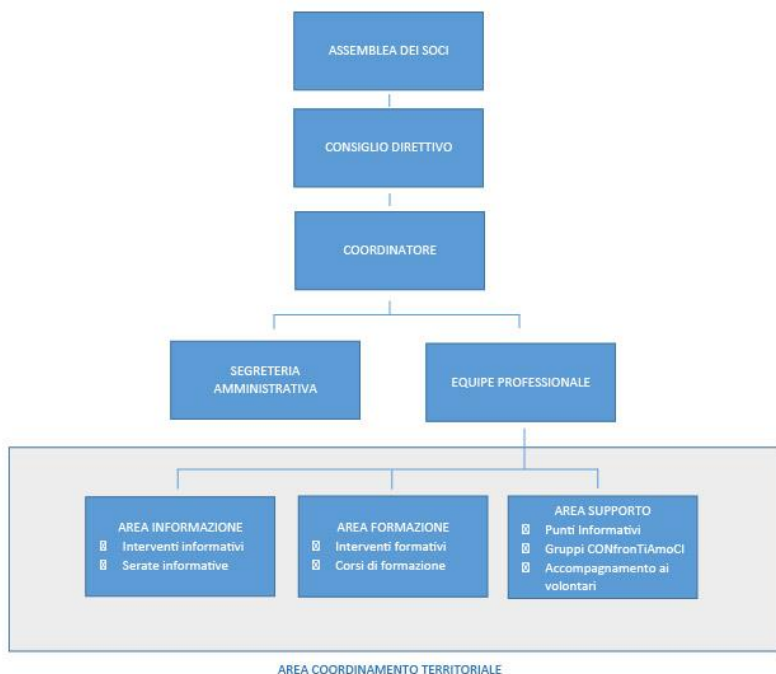 ASSEMBLEA DEI SOCI
CONSIGLIO DIRETTIVO
COORDINATORE
SEGRETERIA
AMMINISTRATIVA
EQUIPE PROFESSIONALE
AREA INFORMAZIONE
Interventi informativi
Serate informative
AREA FORMAZIONE
Interventi formativi
Corsi di formazione
AREA SUPPORTO
Punti Informativi
Gruppi CONfronTiAmoCI
Accompagnamento ai
volontari
AREA COORDINAMENTO TERRITORIALE